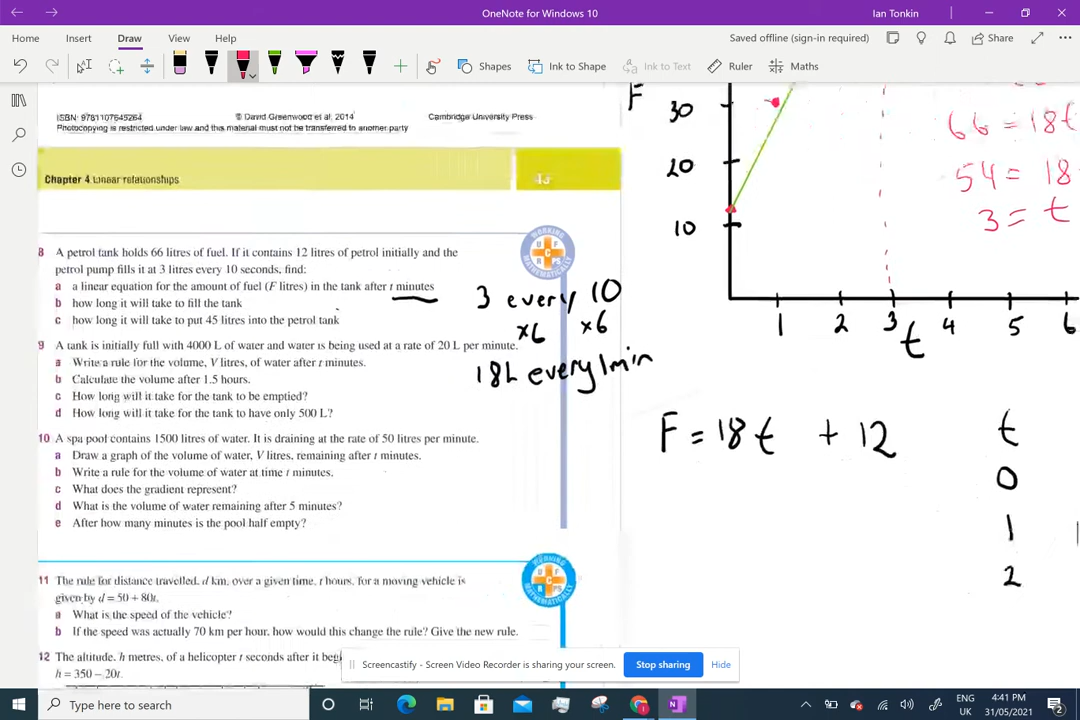 OneNote for Windows 10
Ian Tonkin
Home Insert Draw View Help
Saved offline (sign-in required)
Share
Shapes Ink to Shape Ink to Text Ruler Maths
ISBN: 9781107645264 © David Greenwood et al. 2014 Cambridge University Press
Photocopying is restricted under law and this material must not be transferred to another party
Chapter 4 Linear relationships
8 A petrol tank holds 66 litres of fuel. If it contains 12 litres of petrol initially and the
petrol pump fills it at 3 litres every 10 seconds, find:
a a linear equation for the amount of fuel (F litres) in the tank after t minutes
b how long it will take to fill the tank
c how long it will take to put 45 litres into the petrol tank
9 A tank is initially full with 4000 L of water and water is being used at a rate of 20 L per minute.
a Write a rule for the volume, V litres, of water after t minutes.
b Calculate the volume after 1.5 hours.
c How long will it take for the tank to be emptied?
d How long will it take for the tank to have only 500 L?
10 A spa pool contains 1500 litres of water. It is draining at the rate of 50 litres per minute.
a Draw a graph of the volume of water, V litres, remaining after t minutes.
b Write a rule for the volume of water at time t minutes.
c What does the gradient represent?
d What is the volume of water remaining after 5 minutes?
e After how many minutes is the pool half empty?
11 The rule for distance travelled, d km, over a given time, t hours, for a moving vehicle is
given by d = 50 + 80t.
a What is the speed of the vehicle?
b If the speed was actually 70 km per hour, how would this change the rule? Give the new rule.
12 The altitude, h metres, of a helicopter t seconds after it
h = 350 – 20t.
WORKING
MATHEMATICALLY
U F
R
C
PS
3 every 10
×6 ×6
18L every 1min
F
30
20
10
1 2 3 4 5 6
t
66 = 18t
54 = 18
3 = t
F = 18t + 12
t
0
1
2
Screencastify - Screen Video Recorder is sharing your screen.
Stop sharing
Hide
Type here to search
ENG
UK
4:41 PM
31/05/2021
2